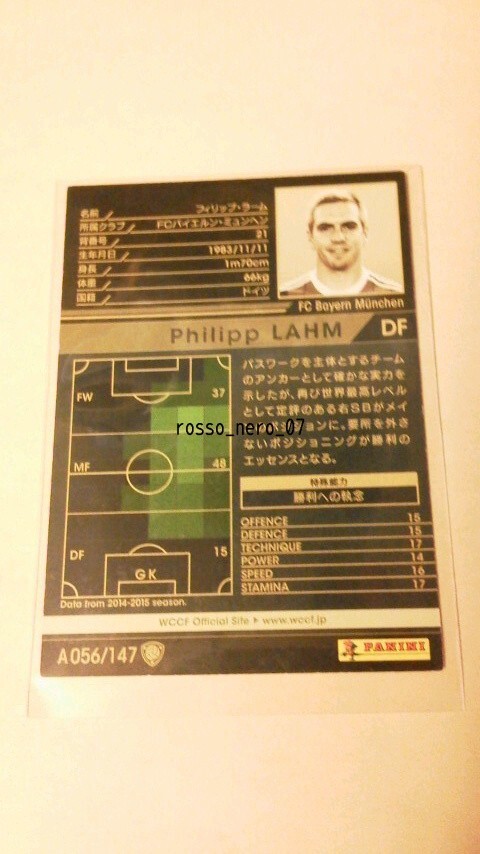 名前 フィリップ・ラーム
所属クラブ FCバイエルン・ミュンヘン
背番号 21
生年月日 1983/11/11
身長 1m70cm
体重 66kg
国籍 ドイツ
FC Bayern München
Philipp LAHM DF
FW 37
MF 48
DF 15
GK
Data from 2014-2015 season.
パスワークを主体とするチーム
のアンカーとして確かな実力を
示したが、再び世界最高レベル
として定評のある右SBがメイ
ンポジションに。要所を外さ
ないポジショニングが勝利の
エッセンスとなる。
rosso_nero_07
特殊能力
勝利への執念
OFFENCE 15
DEFENCE 15
TECHNIQUE 17
POWER 14
SPEED 16
STAMINA 17
WCCF Official Site ▶ www.wccf.jp
A056/147
PANINI